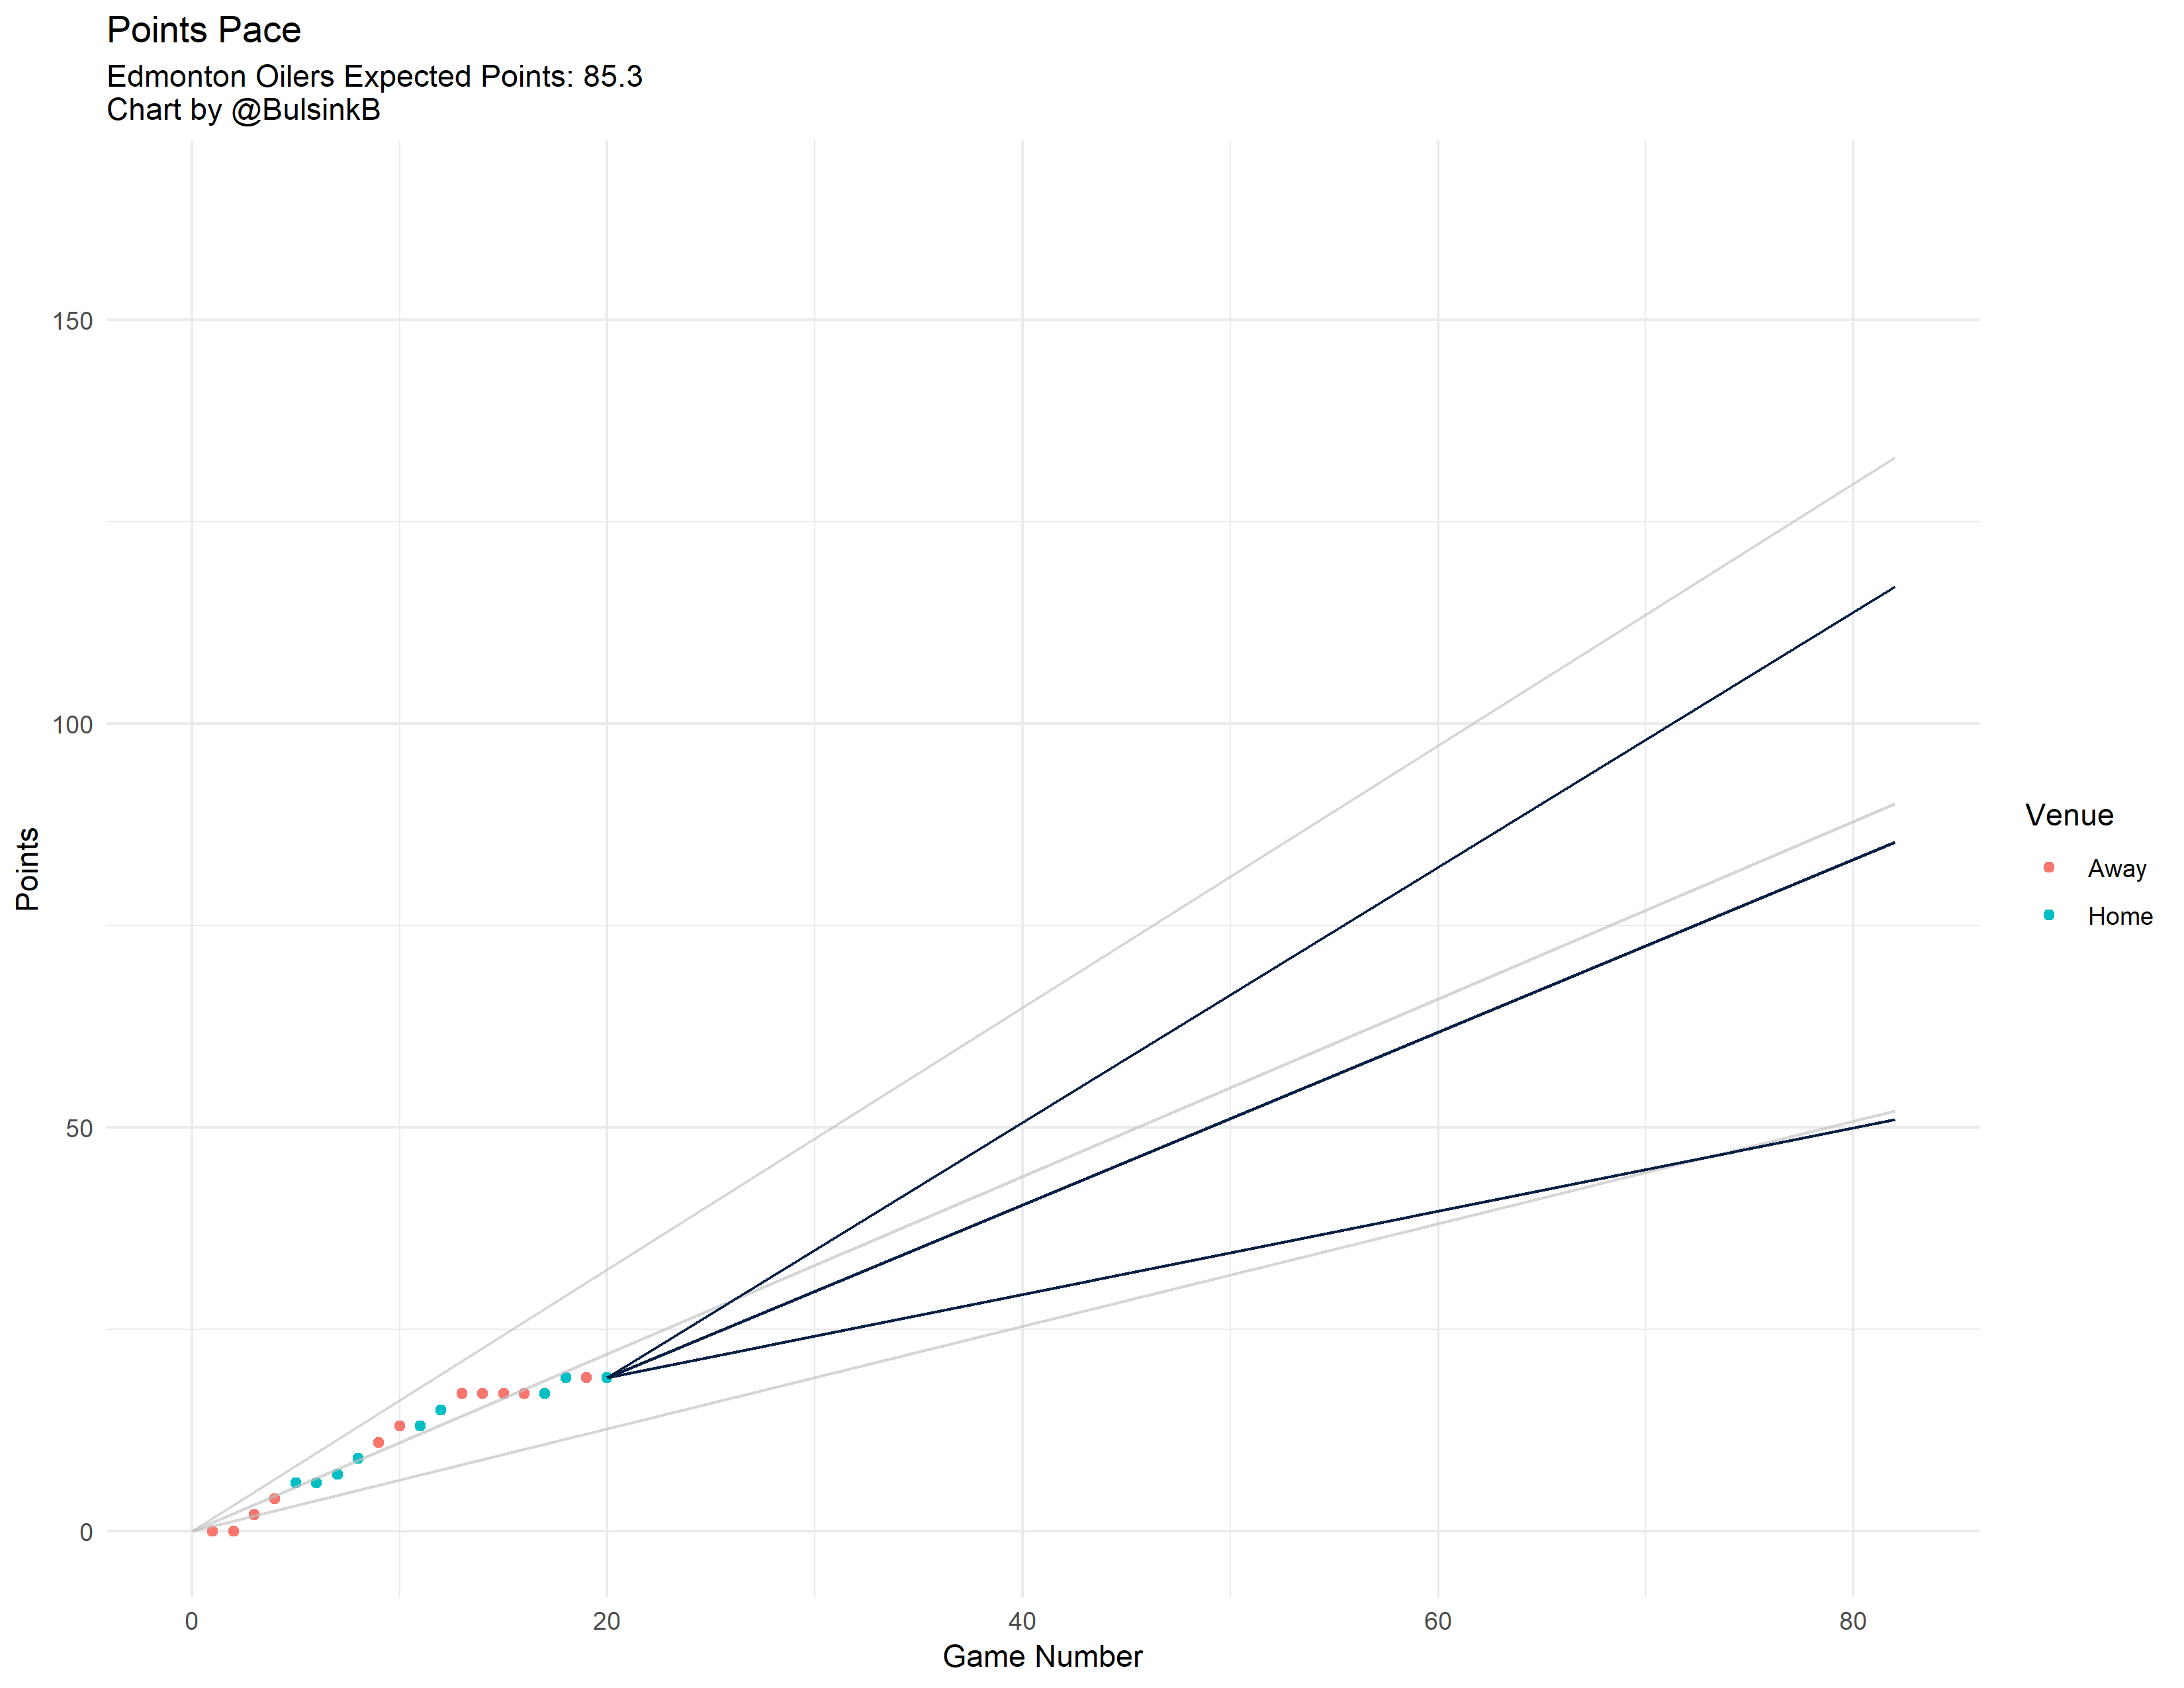 Points Pace
Edmonton Oilers Expected Points: 85.3
Chart by @BulsinkB
150
100
50
0
Points
0 20 40 60 80
Game Number
Venue
Away
Home